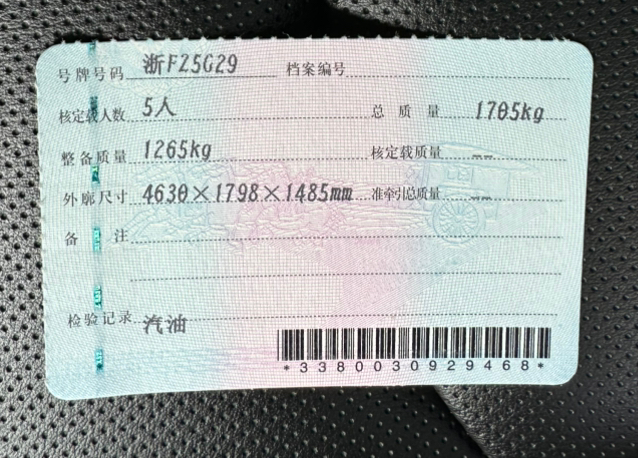 号牌号码 浙F25G29 档案编号
核定载人数 5人 总质量 1705kg
整备质量 1265kg 核定载质量 --
外廓尺寸 4630×1798×1485mm 准牵引总质量 --
备注
检验记录 汽油
*3380030929468*